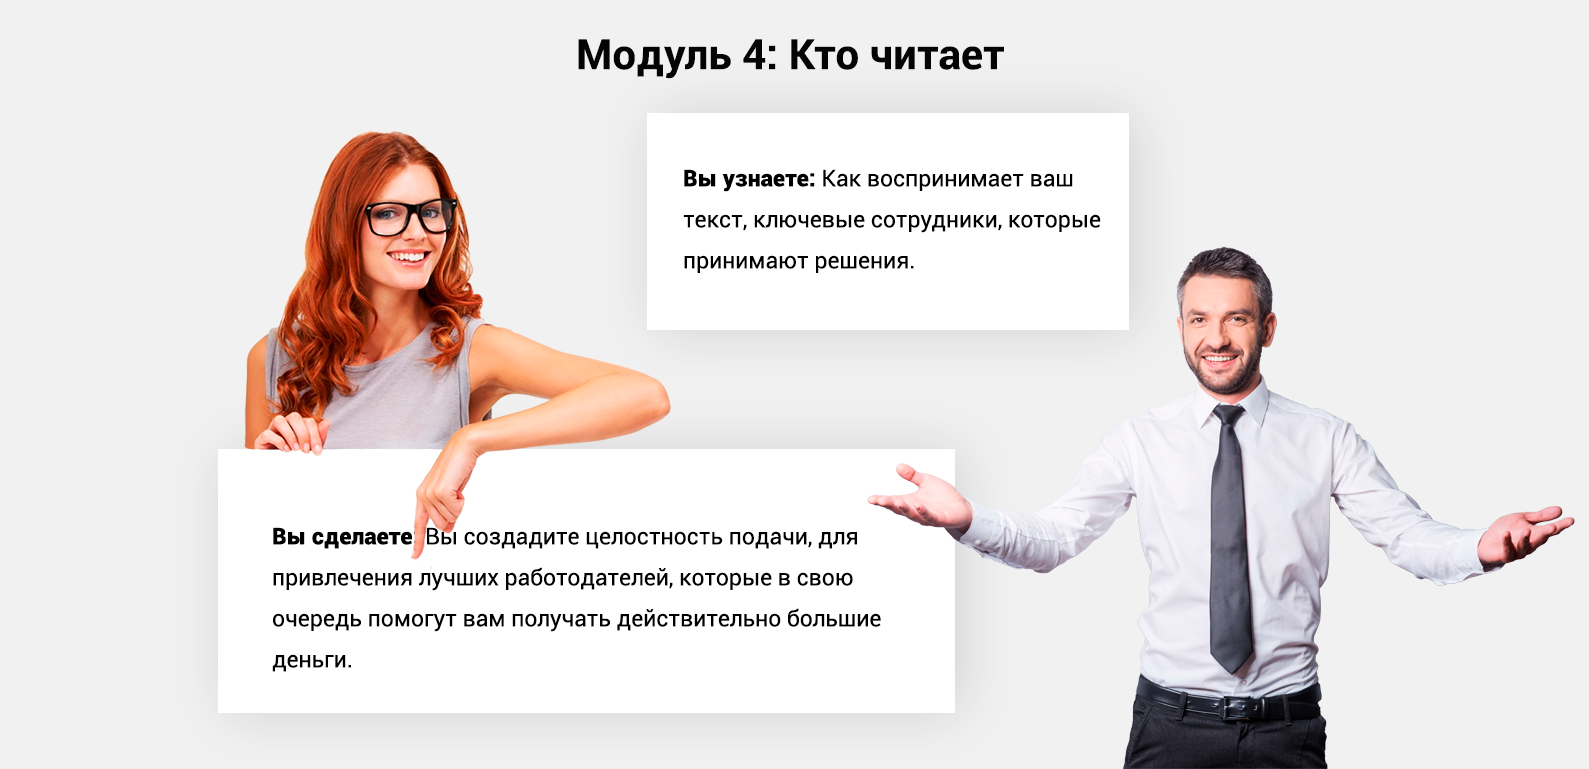 Модуль 4: Кто читает
Вы узнаете: Как воспринимает ваш
текст, ключевые сотрудники, которые
принимают решения.
Вы сделаете: Вы создадите целостность подачи, для
привлечения лучших работодателей, которые в свою
очередь помогут вам получать действительно большие
деньги.